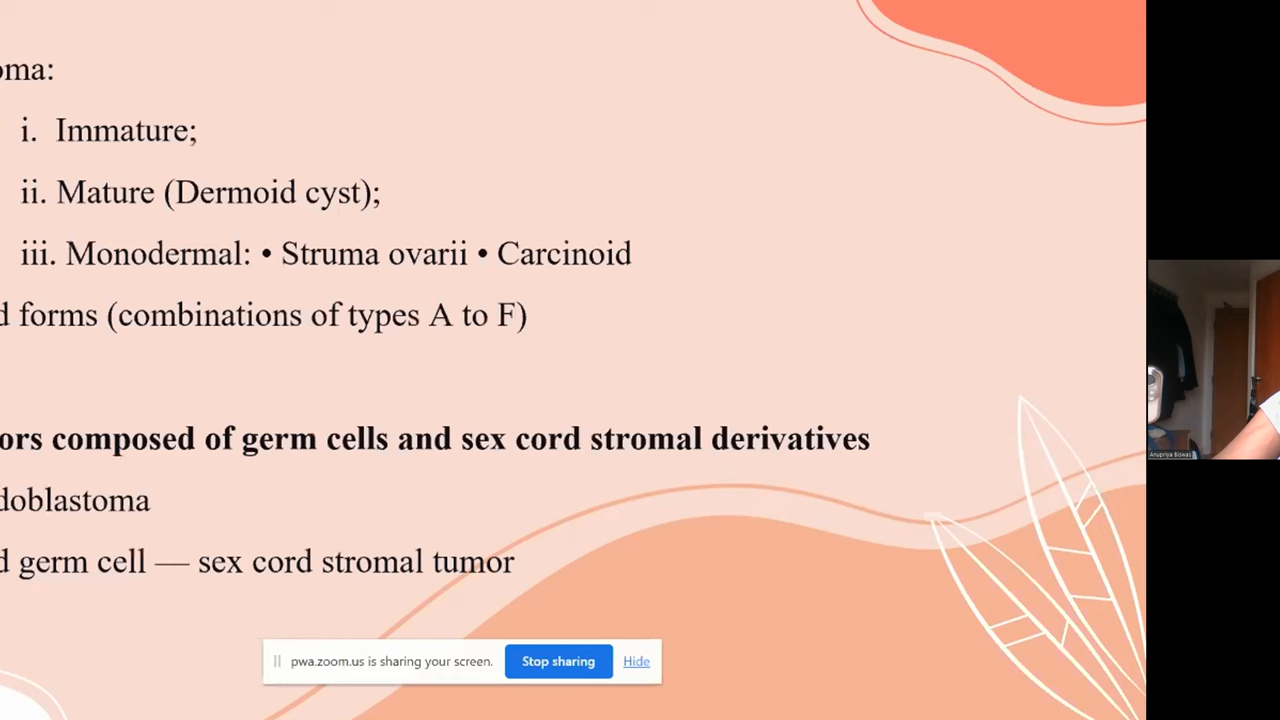 oma:
i. Immature;
ii. Mature (Dermoid cyst);
iii. Monodermal: • Struma ovarii • Carcinoid
d forms (combinations of types A to F)
ors composed of germ cells and sex cord stromal derivatives
doblastoma
d germ cell — sex cord stromal tumor
pwa.zoom.us is sharing your screen. Stop sharing Hide
Anupriya Biswas